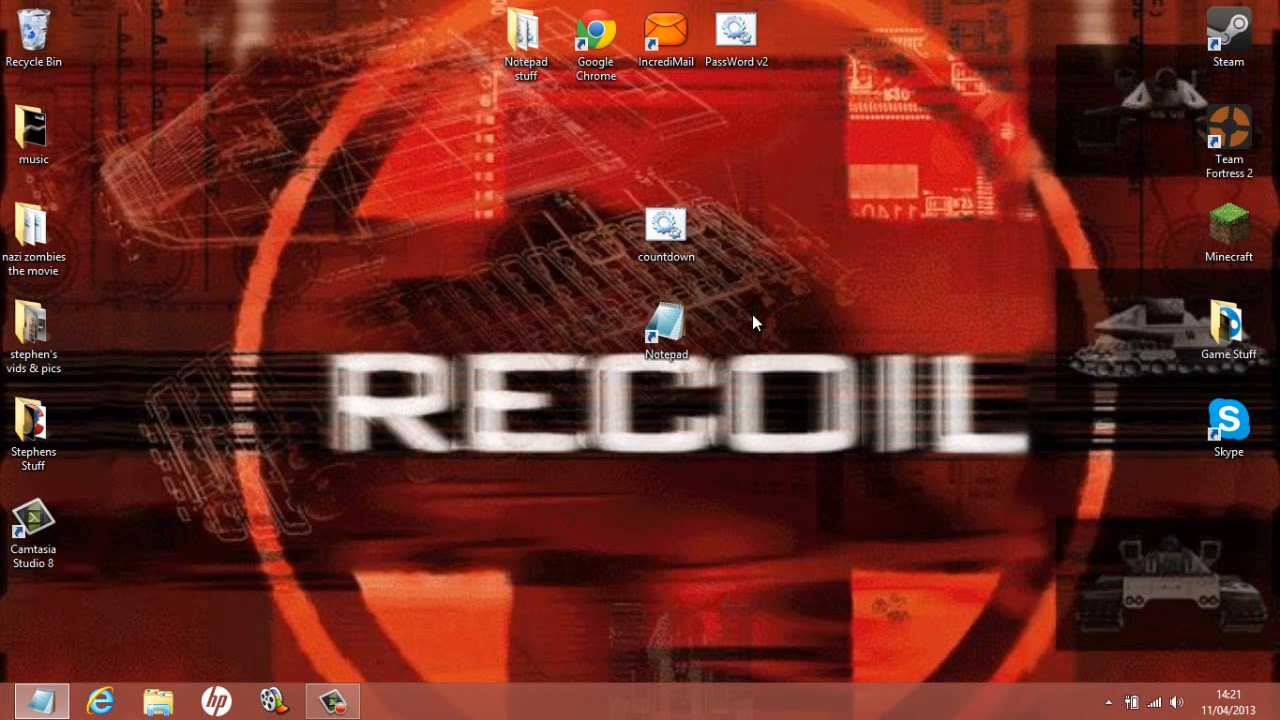 Recycle Bin
music
nazi zombies
the movie
stephen's
vids & pics
Stephens
Stuff
Camtasia
Studio 8
Notepad
stuff
Google
Chrome
IncrediMail
PassWord v2
countdown
Notepad
RECOIL
Steam
Team
Fortress 2
Minecraft
Game Stuff
Skype
hp
14:21
11/04/2013